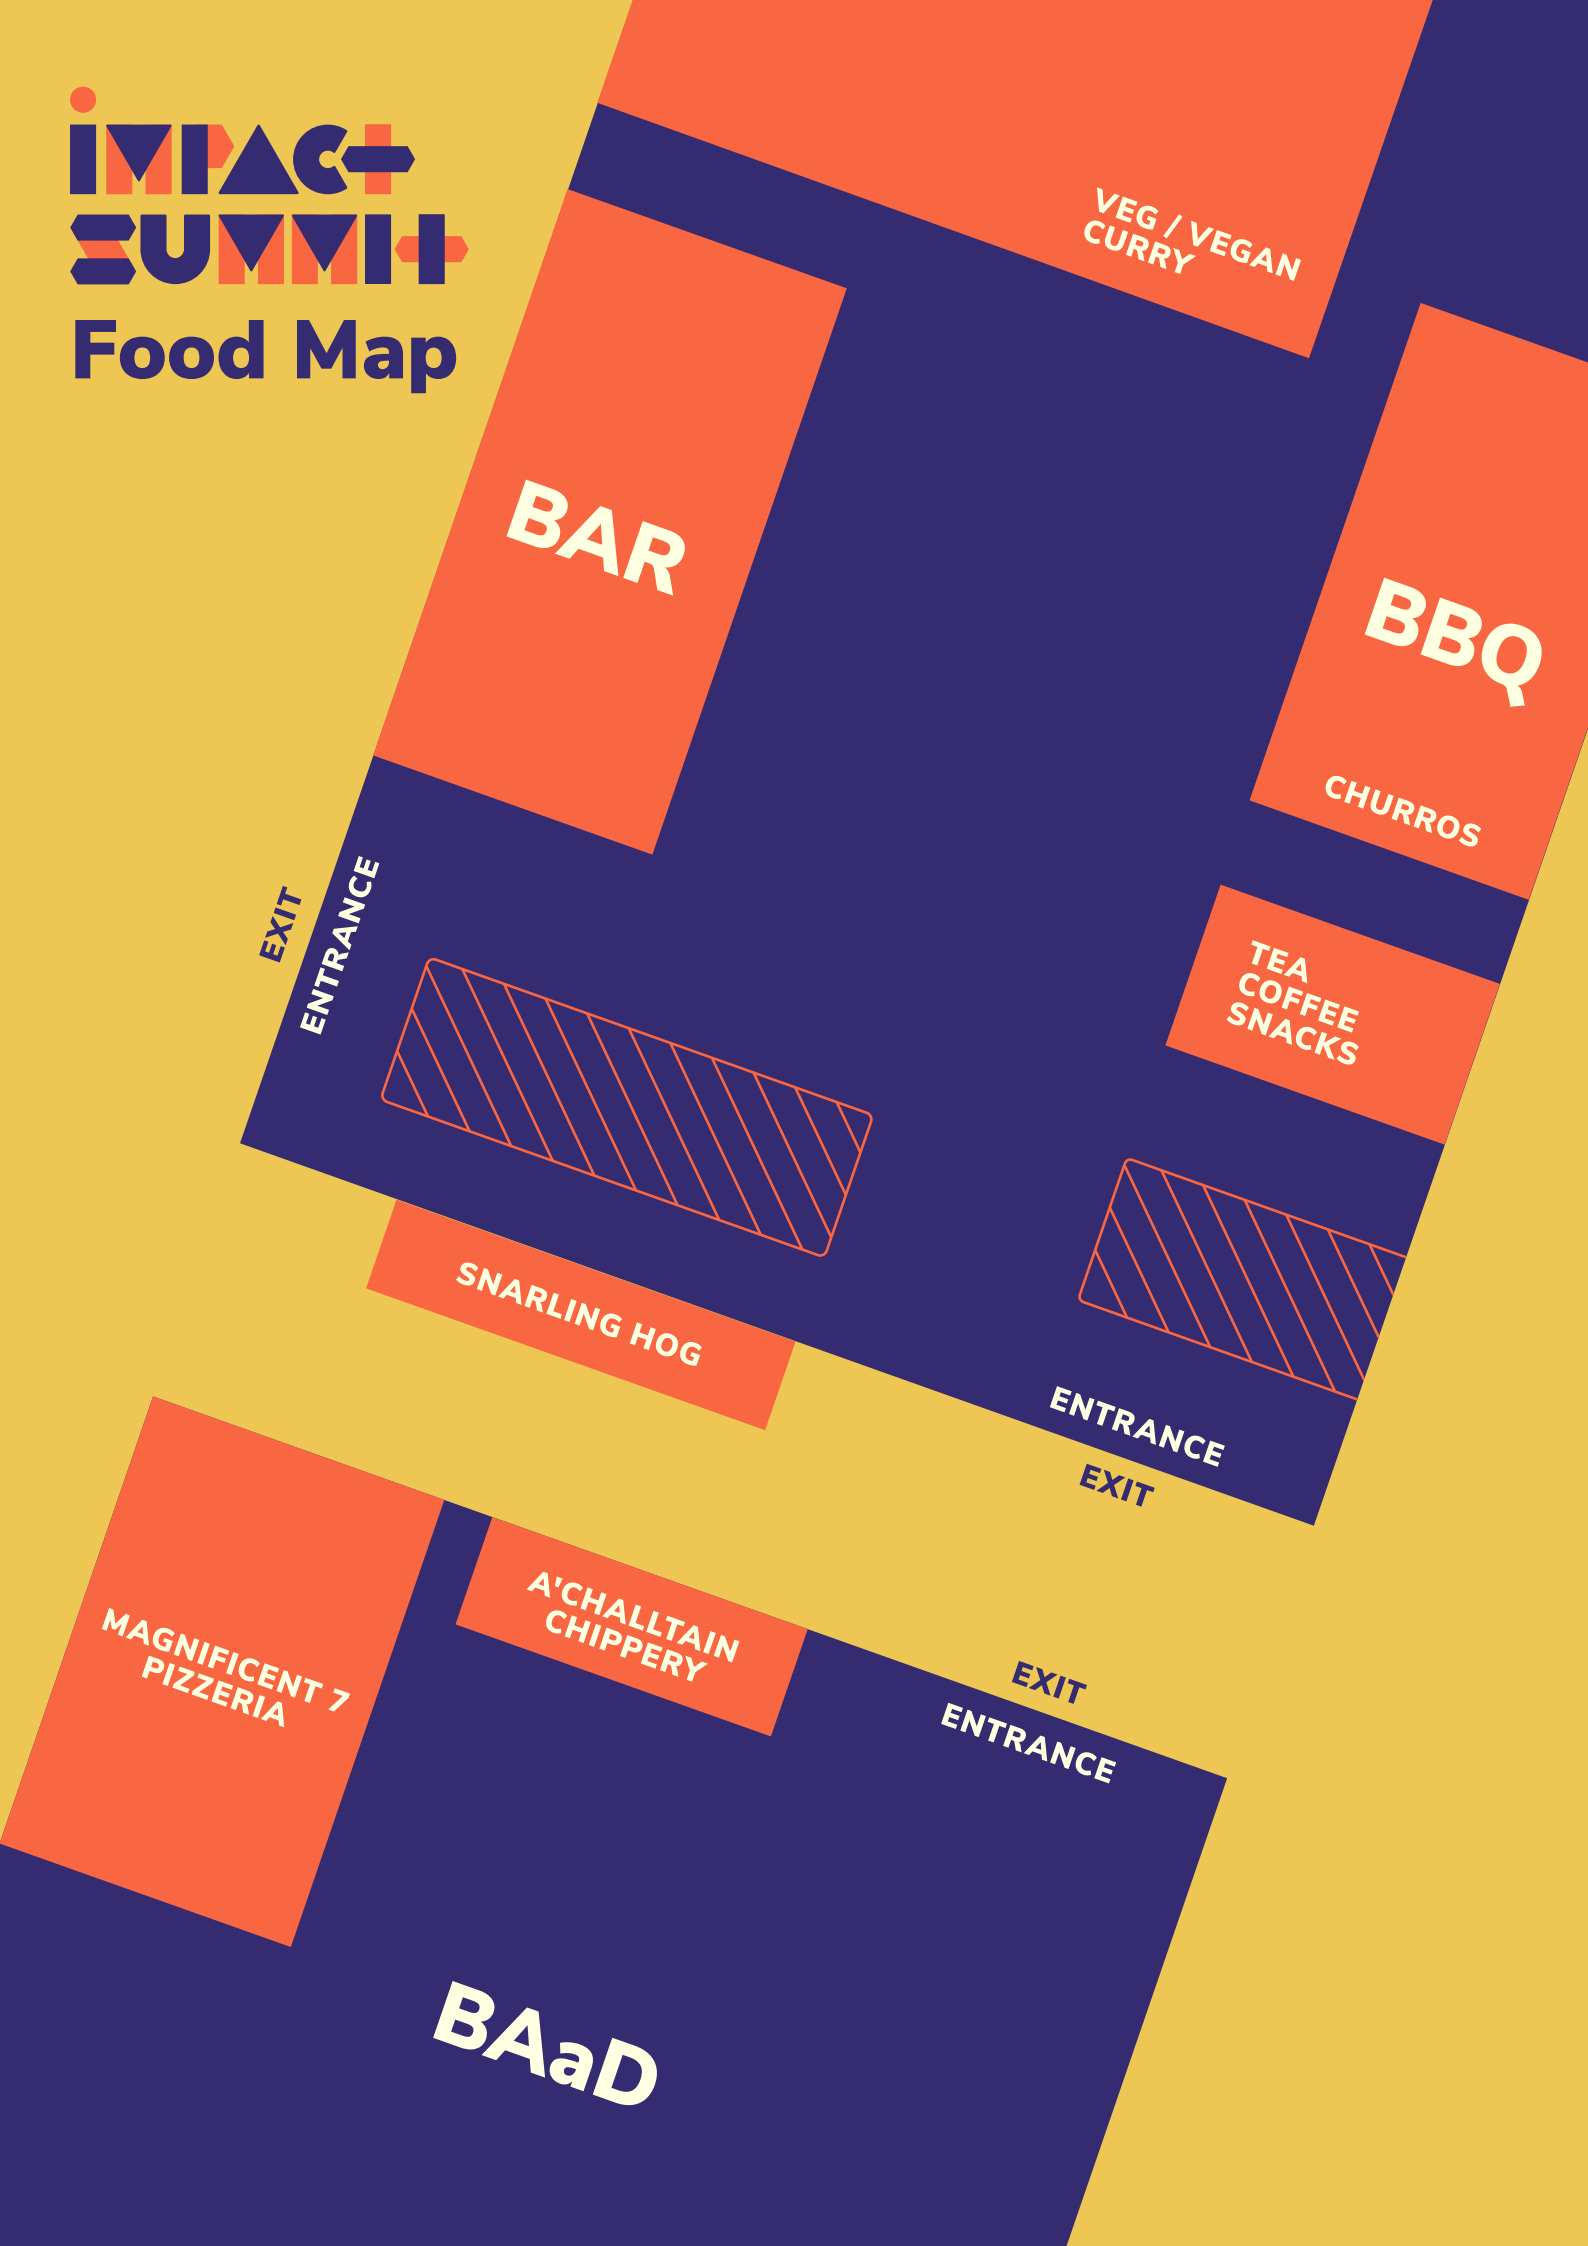 iMPACt
SUMMIt
Food Map
VEG / VEGAN
CURRY
BAR
BBQ
CHURROS
EXIT
ENTRANCE
TEA
COFFEE
SNACKS
SNARLING HOG
ENTRANCE
EXIT
MAGNIFICENT 7
PIZZERIA
A'CHALLTAIN
CHIPPERY
EXIT
ENTRANCE
BAaD